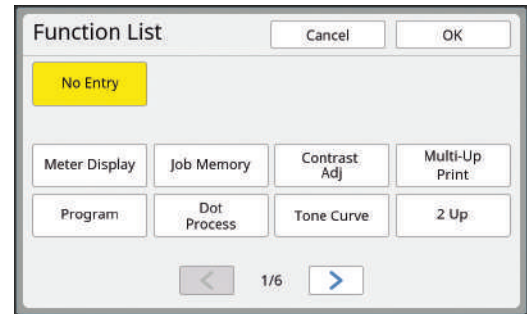 Function List
Cancel
OK
No Entry
Meter Display
Job Memory
Contrast
Adj
Multi-Up
Print
Program
Dot
Process
Tone Curve
2 Up
<
1/6
>